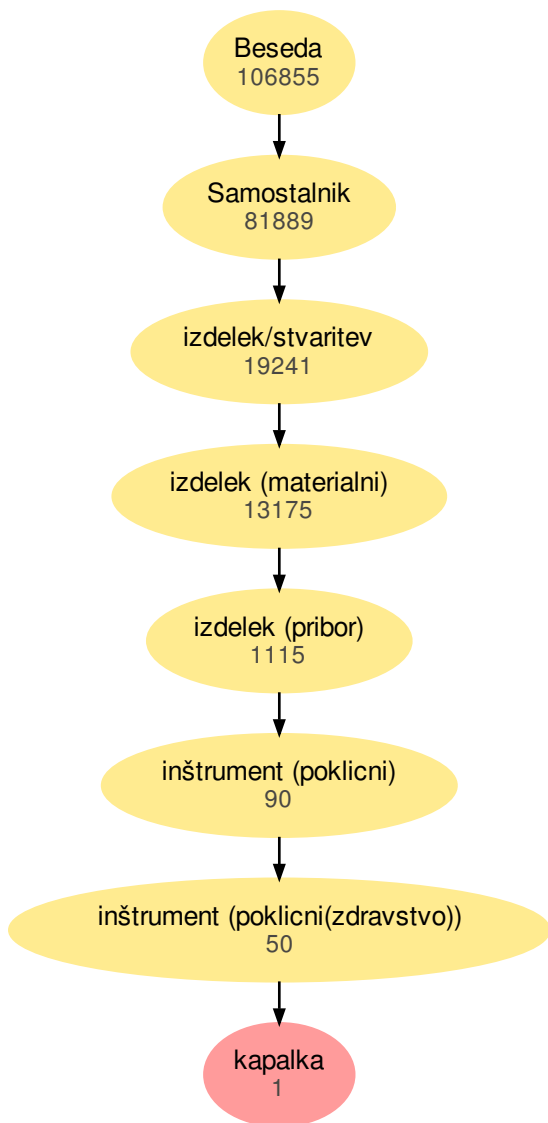 Beseda
106855
Samostalnik
81889
izdelek/stvaritev
19241
izdelek (materialni)
13175
izdelek (pribor)
1115
inštrument (poklicni)
90
inštrument (poklicni(zdravstvo))
50
kapalka
1